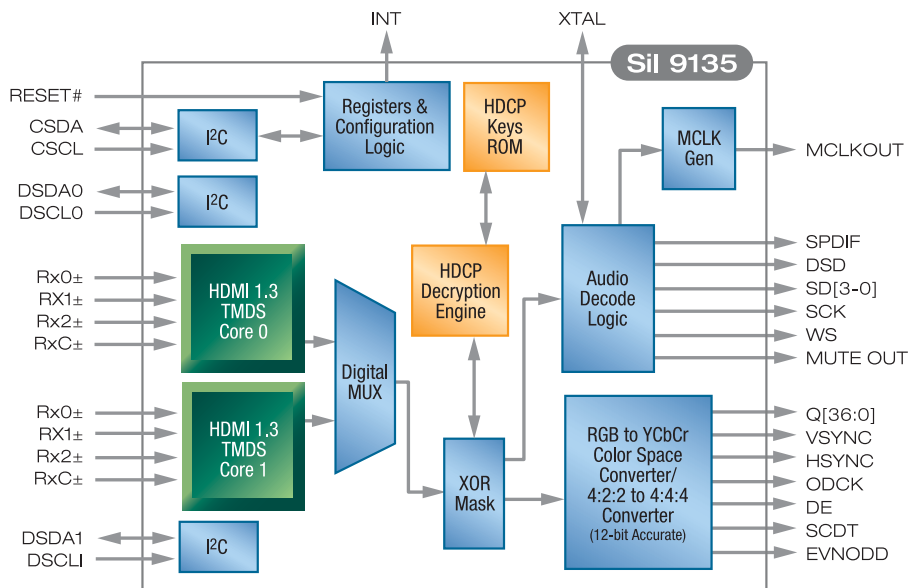 INT
XTAL
SiI 9135
RESET#
CSDA
CSCL
I²C
Registers &
Configuration
Logic
HDCP
Keys
ROM
MCLK
Gen
MCLKOUT
DSDA0
DSCL0
I²C
Rx0±
RX1±
Rx2±
RxC±
HDMI 1.3
TMDS
Core 0
Digital
MUX
HDCP
Decryption
Engine
Audio
Decode
Logic
SPDIF
DSD
SD[3-0]
SCK
WS
MUTE OUT
Rx0±
RX1±
Rx2±
RxC±
HDMI 1.3
TMDS
Core 1
XOR
Mask
RGB to YCbCr
Color Space
Converter/
4:2:2 to 4:4:4
Converter
(12-bit Accurate)
Q[36:0]
VSYNC
HSYNC
ODCK
DE
SCDT
EVNODD
DSDA1
DSCLI
I²C